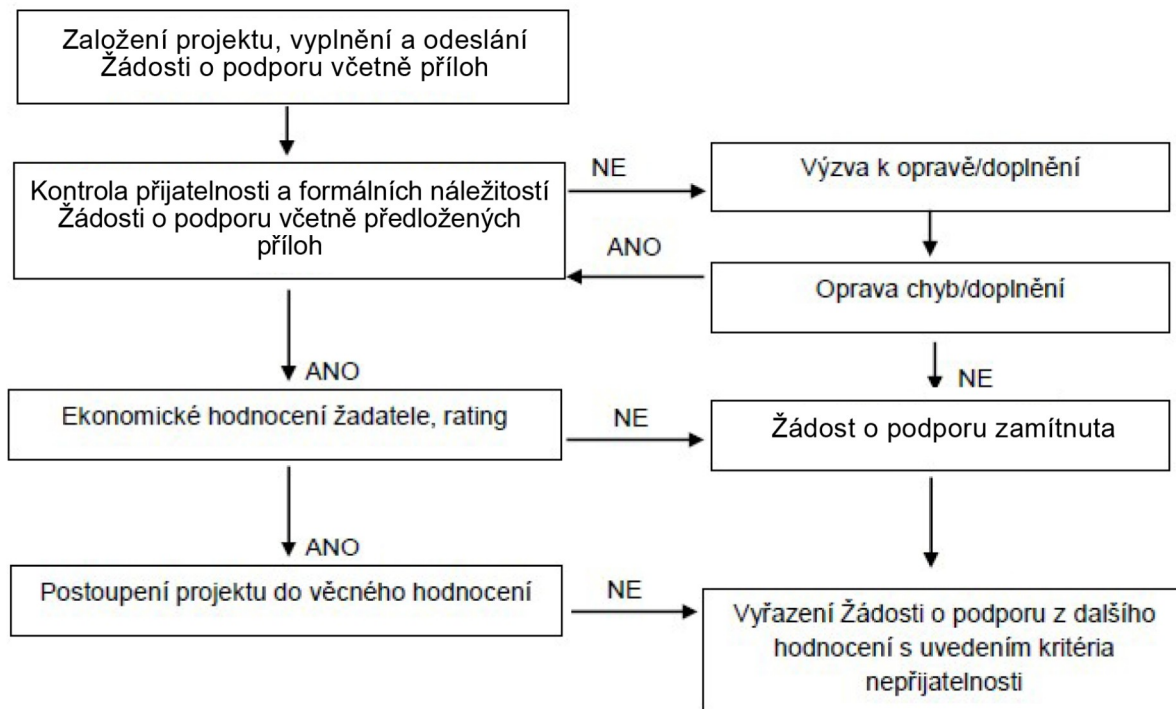 Založení projektu, vyplnění a odeslání
Žádosti o podporu včetně příloh
Kontrola přijatelnosti a formálních náležitostí
Žádosti o podporu včetně předložených
příloh
NE
Výzva k opravě/doplnění
ANO
Oprava chyb/doplnění
ANO
NE
Ekonomické hodnocení žadatele, rating
NE
Žádost o podporu zamítnuta
ANO
Postoupení projektu do věcného hodnocení
NE
Vyřazení Žádosti o podporu z dalšího
hodnocení s uvedením kritéria
nepřijatelnosti